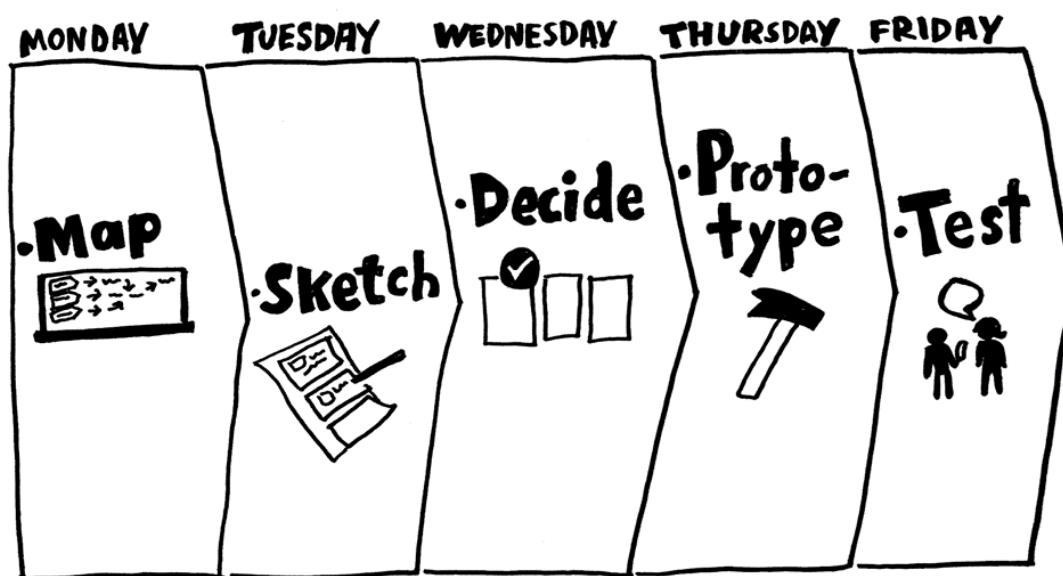 MONDAY
TUESDAY
WEDNESDAY
THURSDAY
FRIDAY
·Map
·Sketch
·Decide
·Proto-
type
·Test